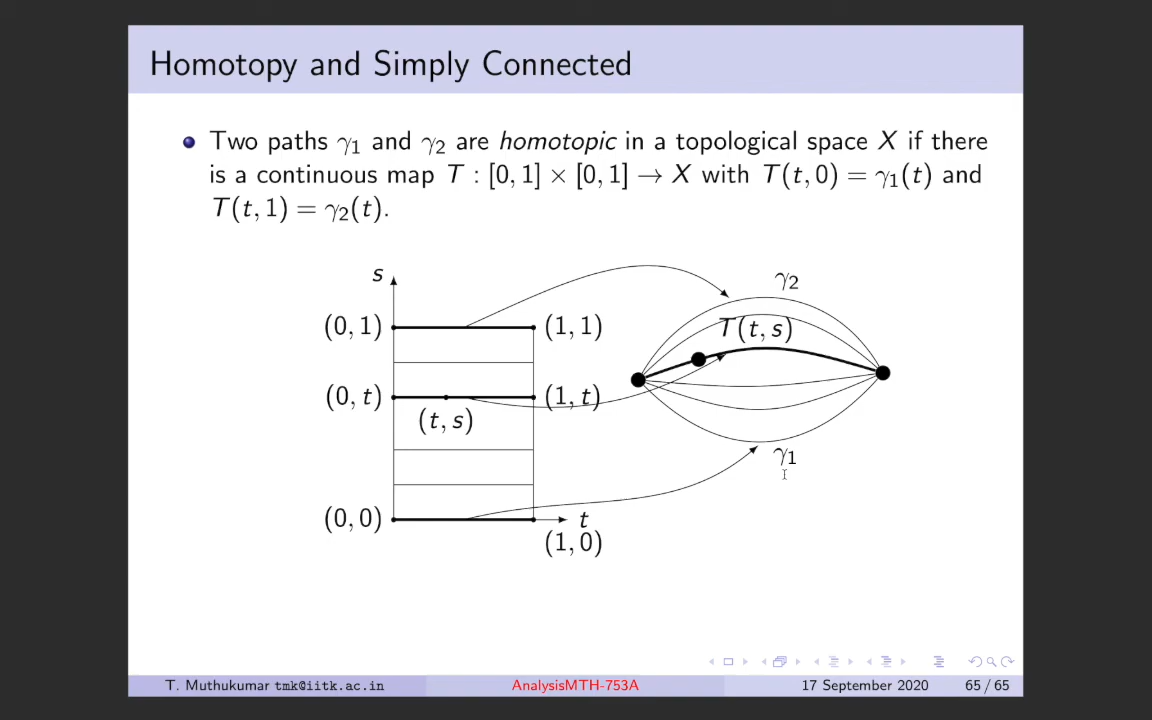 Homotopy and Simply Connected
Two paths γ₁ and γ₂ are homotopic in a topological space X if there
is a continuous map T : [0, 1] × [0, 1] → X with T(t, 0) = γ₁(t) and
T(t, 1) = γ₂(t).
s
γ₂
(0, 1)
(1, 1)
T(t, s)
(0, t)
(1, t)
(t, s)
γ₁
(0, 0)
t
(1, 0)
T. Muthukumar tmk@iitk.ac.in
AnalysisMTH-753A
17 September 2020
65 / 65